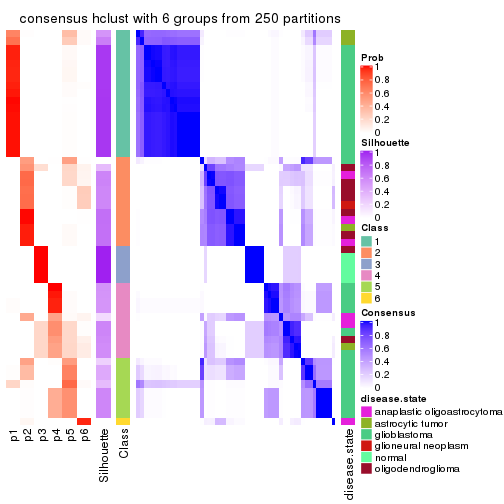 consensus hclust with 6 groups from 250 partitions
Prob
1
0.8
0.6
0.4
0.2
0
Silhouette
1
0.8
0.6
0.4
0.2
0
Class
1
2
3
4
5
6
Consensus
1
0.8
0.6
0.4
0.2
0
disease.state
anaplastic oligoastrocytoma
astrocytic tumor
glioblastoma
glioneural neoplasm
normal
oligodendroglioma
p1
p2
p3
p4
p5
p6
Silhouette
Class
disease.state